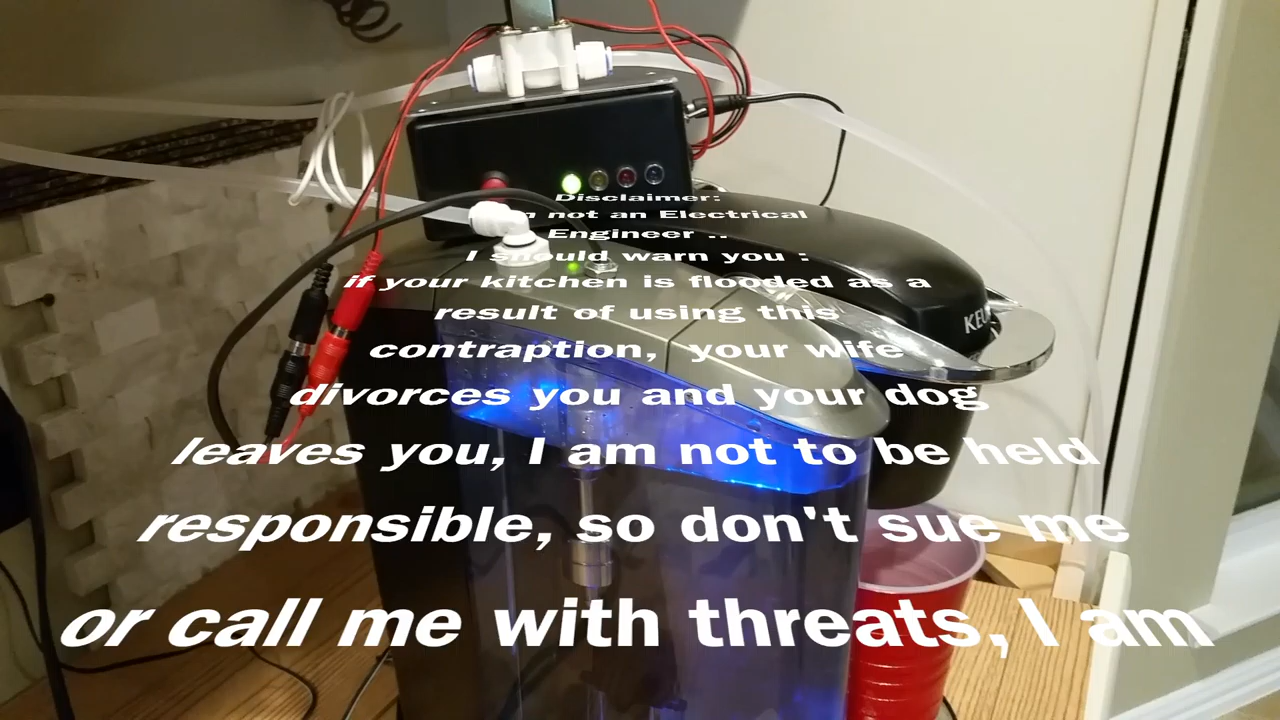 Disclaimer:
not an Electrical
Engineer ..
I should warn you :
if your kitchen is flooded as a
result of using this
contraption, your wife
divorces you and your dog
leaves you, I am not to be held
responsible, so don't sue me
or call me with threats, I am